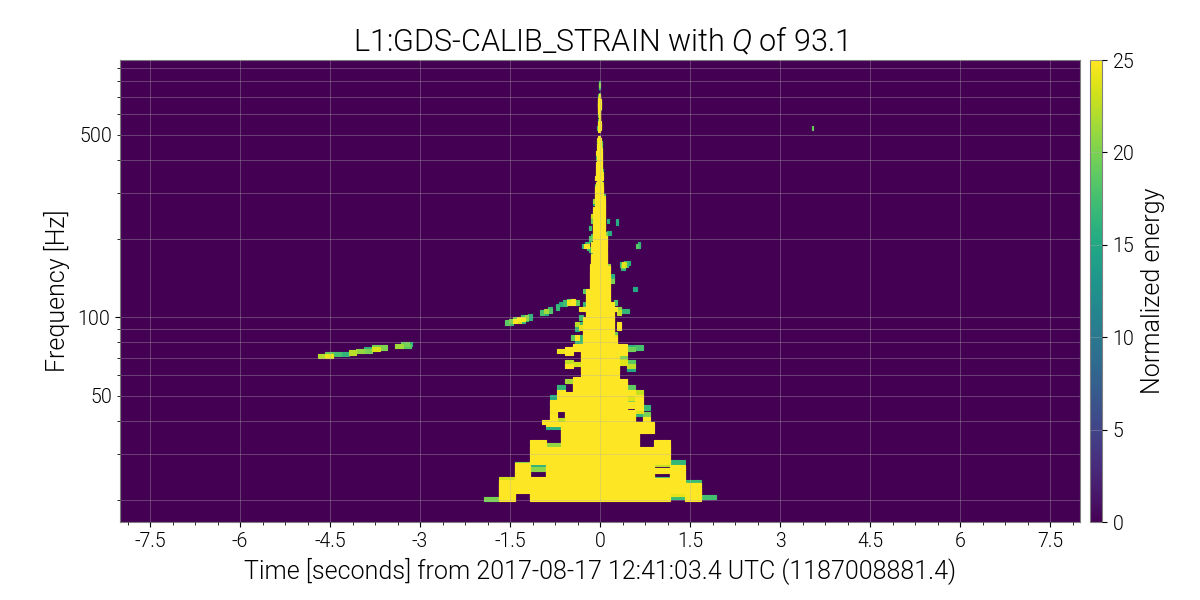 L1:GDS-CALIB_STRAIN with Q of 93.1
Frequency [Hz]
500
100
50
-7.5 -6 -4.5 -3 -1.5 0 1.5 3 4.5 6 7.5
Time [seconds] from 2017-08-17 12:41:03.4 UTC (1187008881.4)
25
20
15
10
5
0
Normalized energy